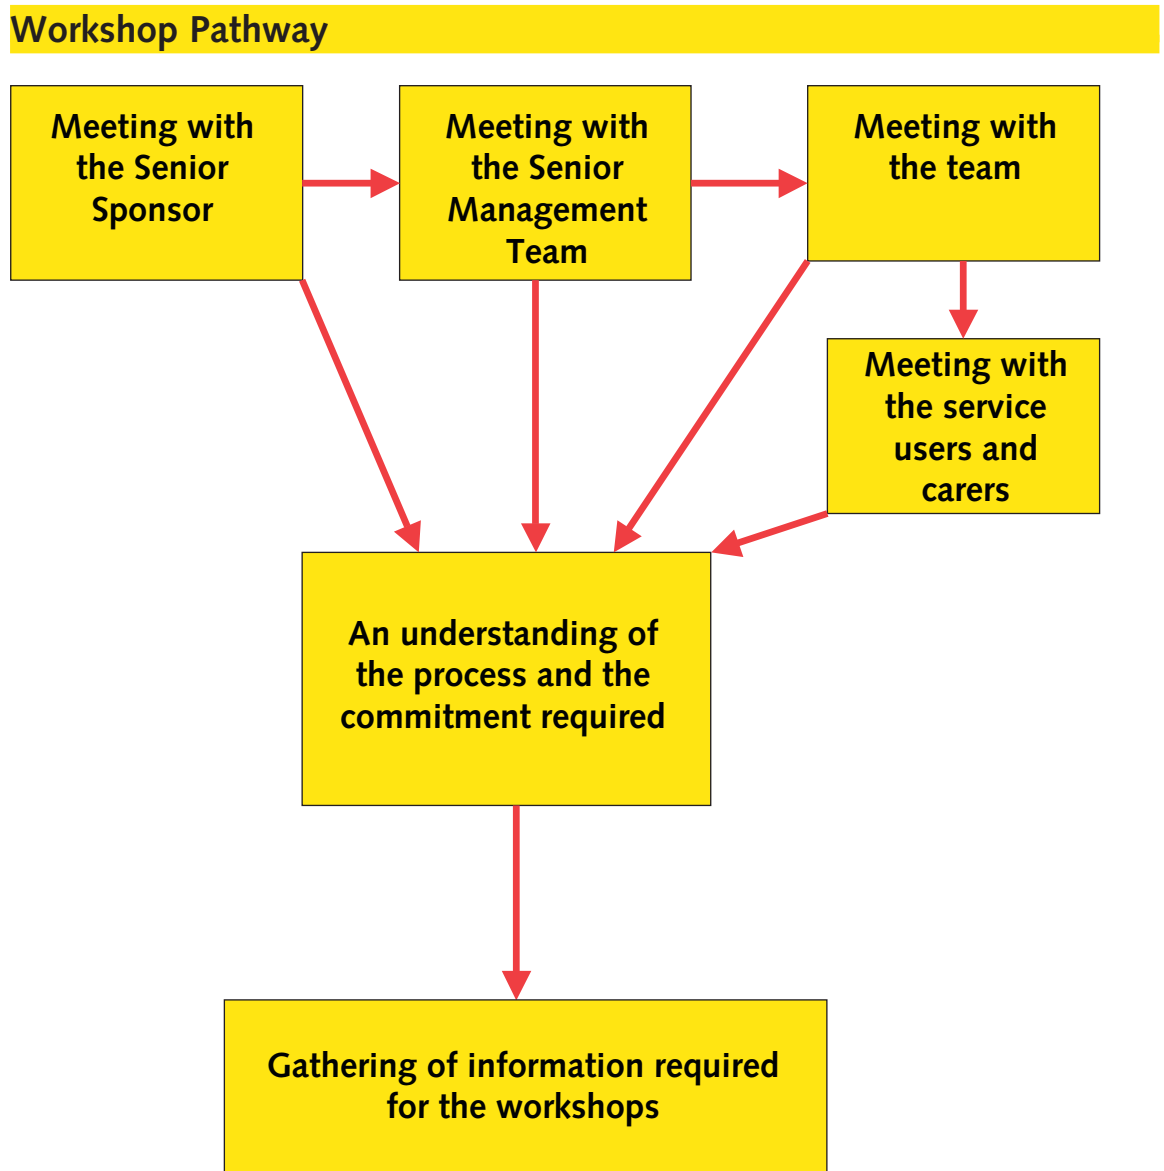 Workshop Pathway
Meeting with
the Senior
Sponsor
Meeting with
the Senior
Management
Team
Meeting with
the team
Meeting with
the service
users and
carers
An understanding of
the process and the
commitment required
Gathering of information required
for the workshops